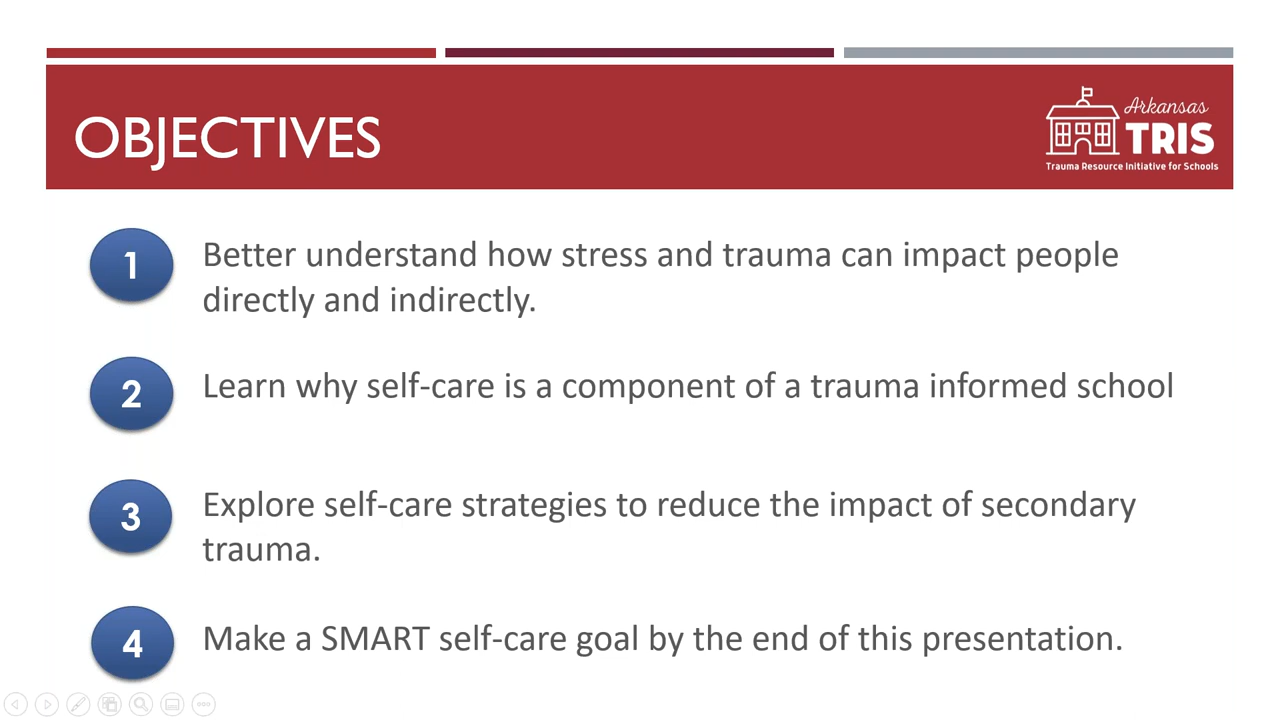 OBJECTIVES
Arkansas
TRIS
Trauma Resource Initiative for Schools
1
Better understand how stress and trauma can impact people
directly and indirectly.
2
Learn why self-care is a component of a trauma informed school
3
Explore self-care strategies to reduce the impact of secondary
trauma.
4
Make a SMART self-care goal by the end of this presentation.